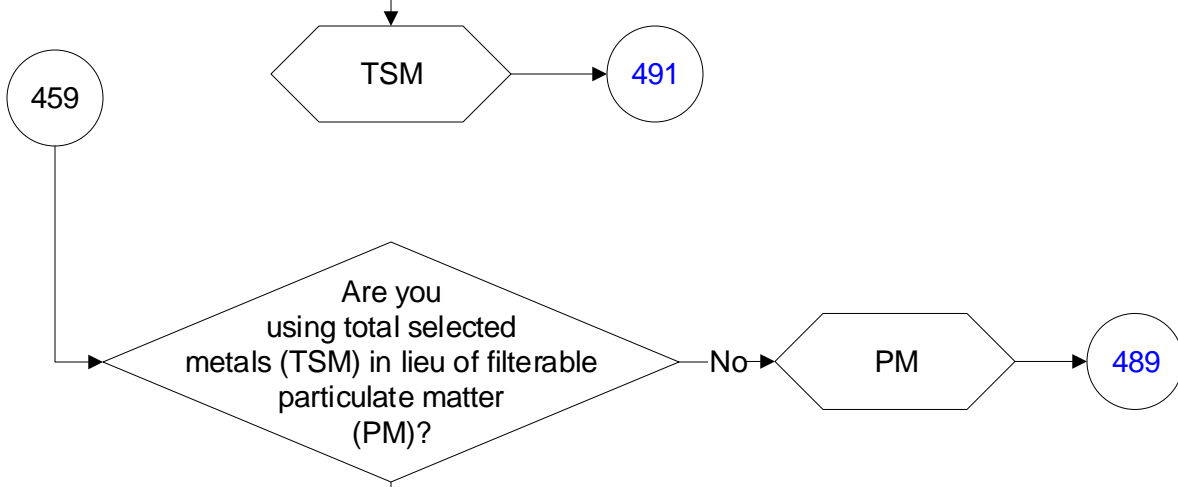 TSM
491
459
Are you
using total selected
metals (TSM) in lieu of filterable
particulate matter
(PM)?
No
PM
489